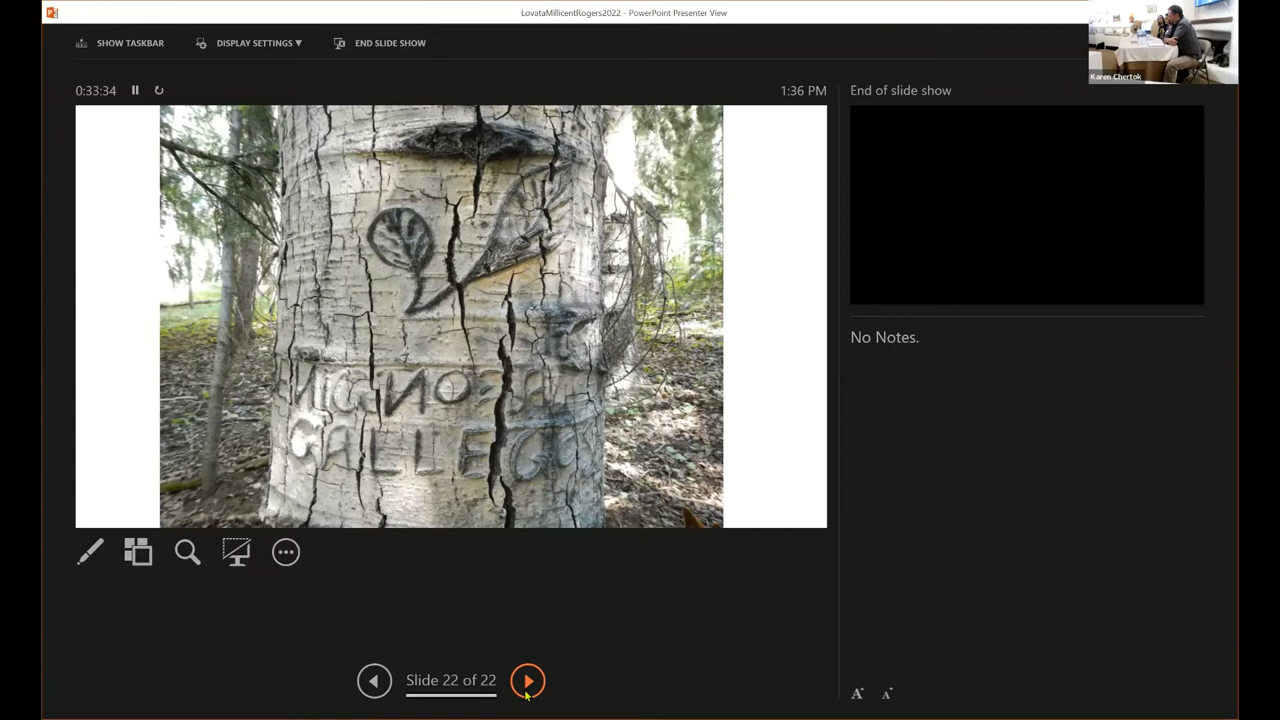 LovataMillicentRogers2022 - PowerPoint Presenter View
SHOW TASKBAR
DISPLAY SETTINGS ▼
END SLIDE SHOW
Karen Chertok
0:33:34
1:36 PM
End of slide show
No Notes.
GALLEGO
Slide 22 of 22
A
A